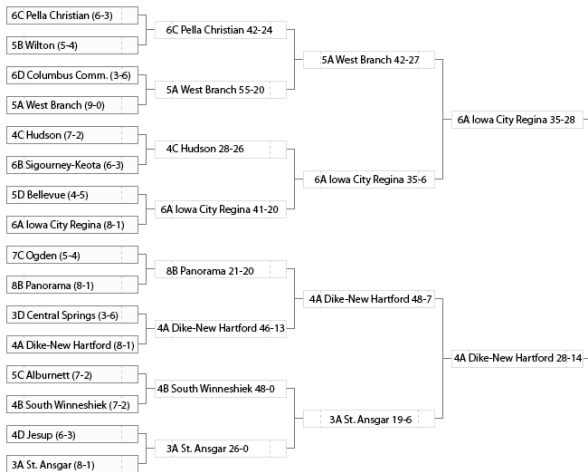 6C Pella Christian (6-3)
5B Wilton (5-4)
6D Columbus Comm. (3-6)
5A West Branch (9-0)
4C Hudson (7-2)
6B Sigourney-Keota (6-3)
5D Bellevue (4-5)
6A Iowa City Regina (8-1)
7C Ogden (5-4)
8B Panorama (8-1)
3D Central Springs (3-6)
4A Dike-New Hartford (8-1)
5C Alburnett (7-2)
4B South Winneshiek (7-2)
4D Jesup (6-3)
3A St. Ansgar (8-1)
6C Pella Christian 42-24
5A West Branch 55-20
4C Hudson 28-26
6A Iowa City Regina 41-20
8B Panorama 21-20
4A Dike-New Hartford 46-13
4B South Winneshiek 48-0
3A St. Ansgar 26-0
5A West Branch 42-27
6A Iowa City Regina 35-6
4A Dike-New Hartford 48-7
3A St. Ansgar 19-6
6A Iowa City Regina 35-28
4A Dike-New Hartford 28-14